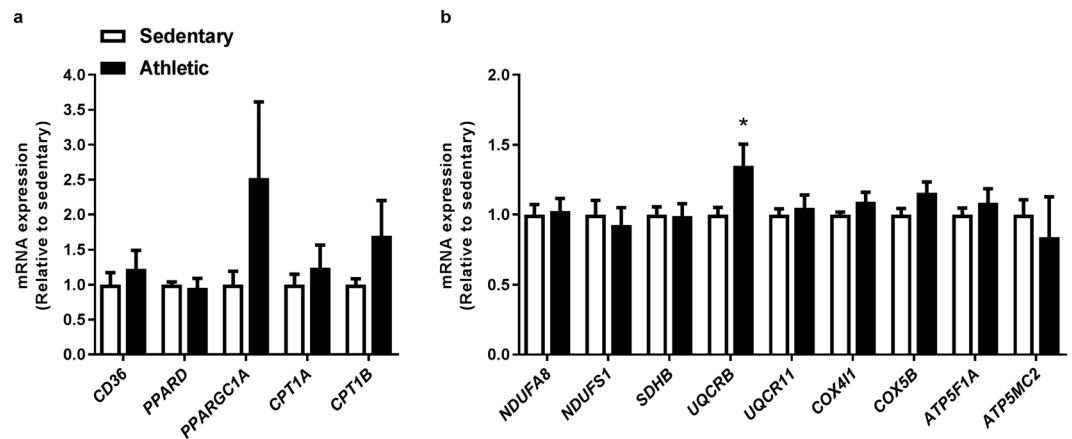 a
Sedentary
Athletic
mRNA expression
(Relative to sedentary)
4.0
3.5
3.0
2.5
2.0
1.5
1.0
0.5
0.0
CD36
PPARD
PPARGC1A
CPT1A
CPT1B
b
mRNA expression
(Relative to sedentary)
2.0
1.5
1.0
0.5
0.0
*
NDUFA8
NDUFS1
SDHB
UQCRB
UQCR11
COX4I1
COX5B
ATP5F1A
ATP5MC2